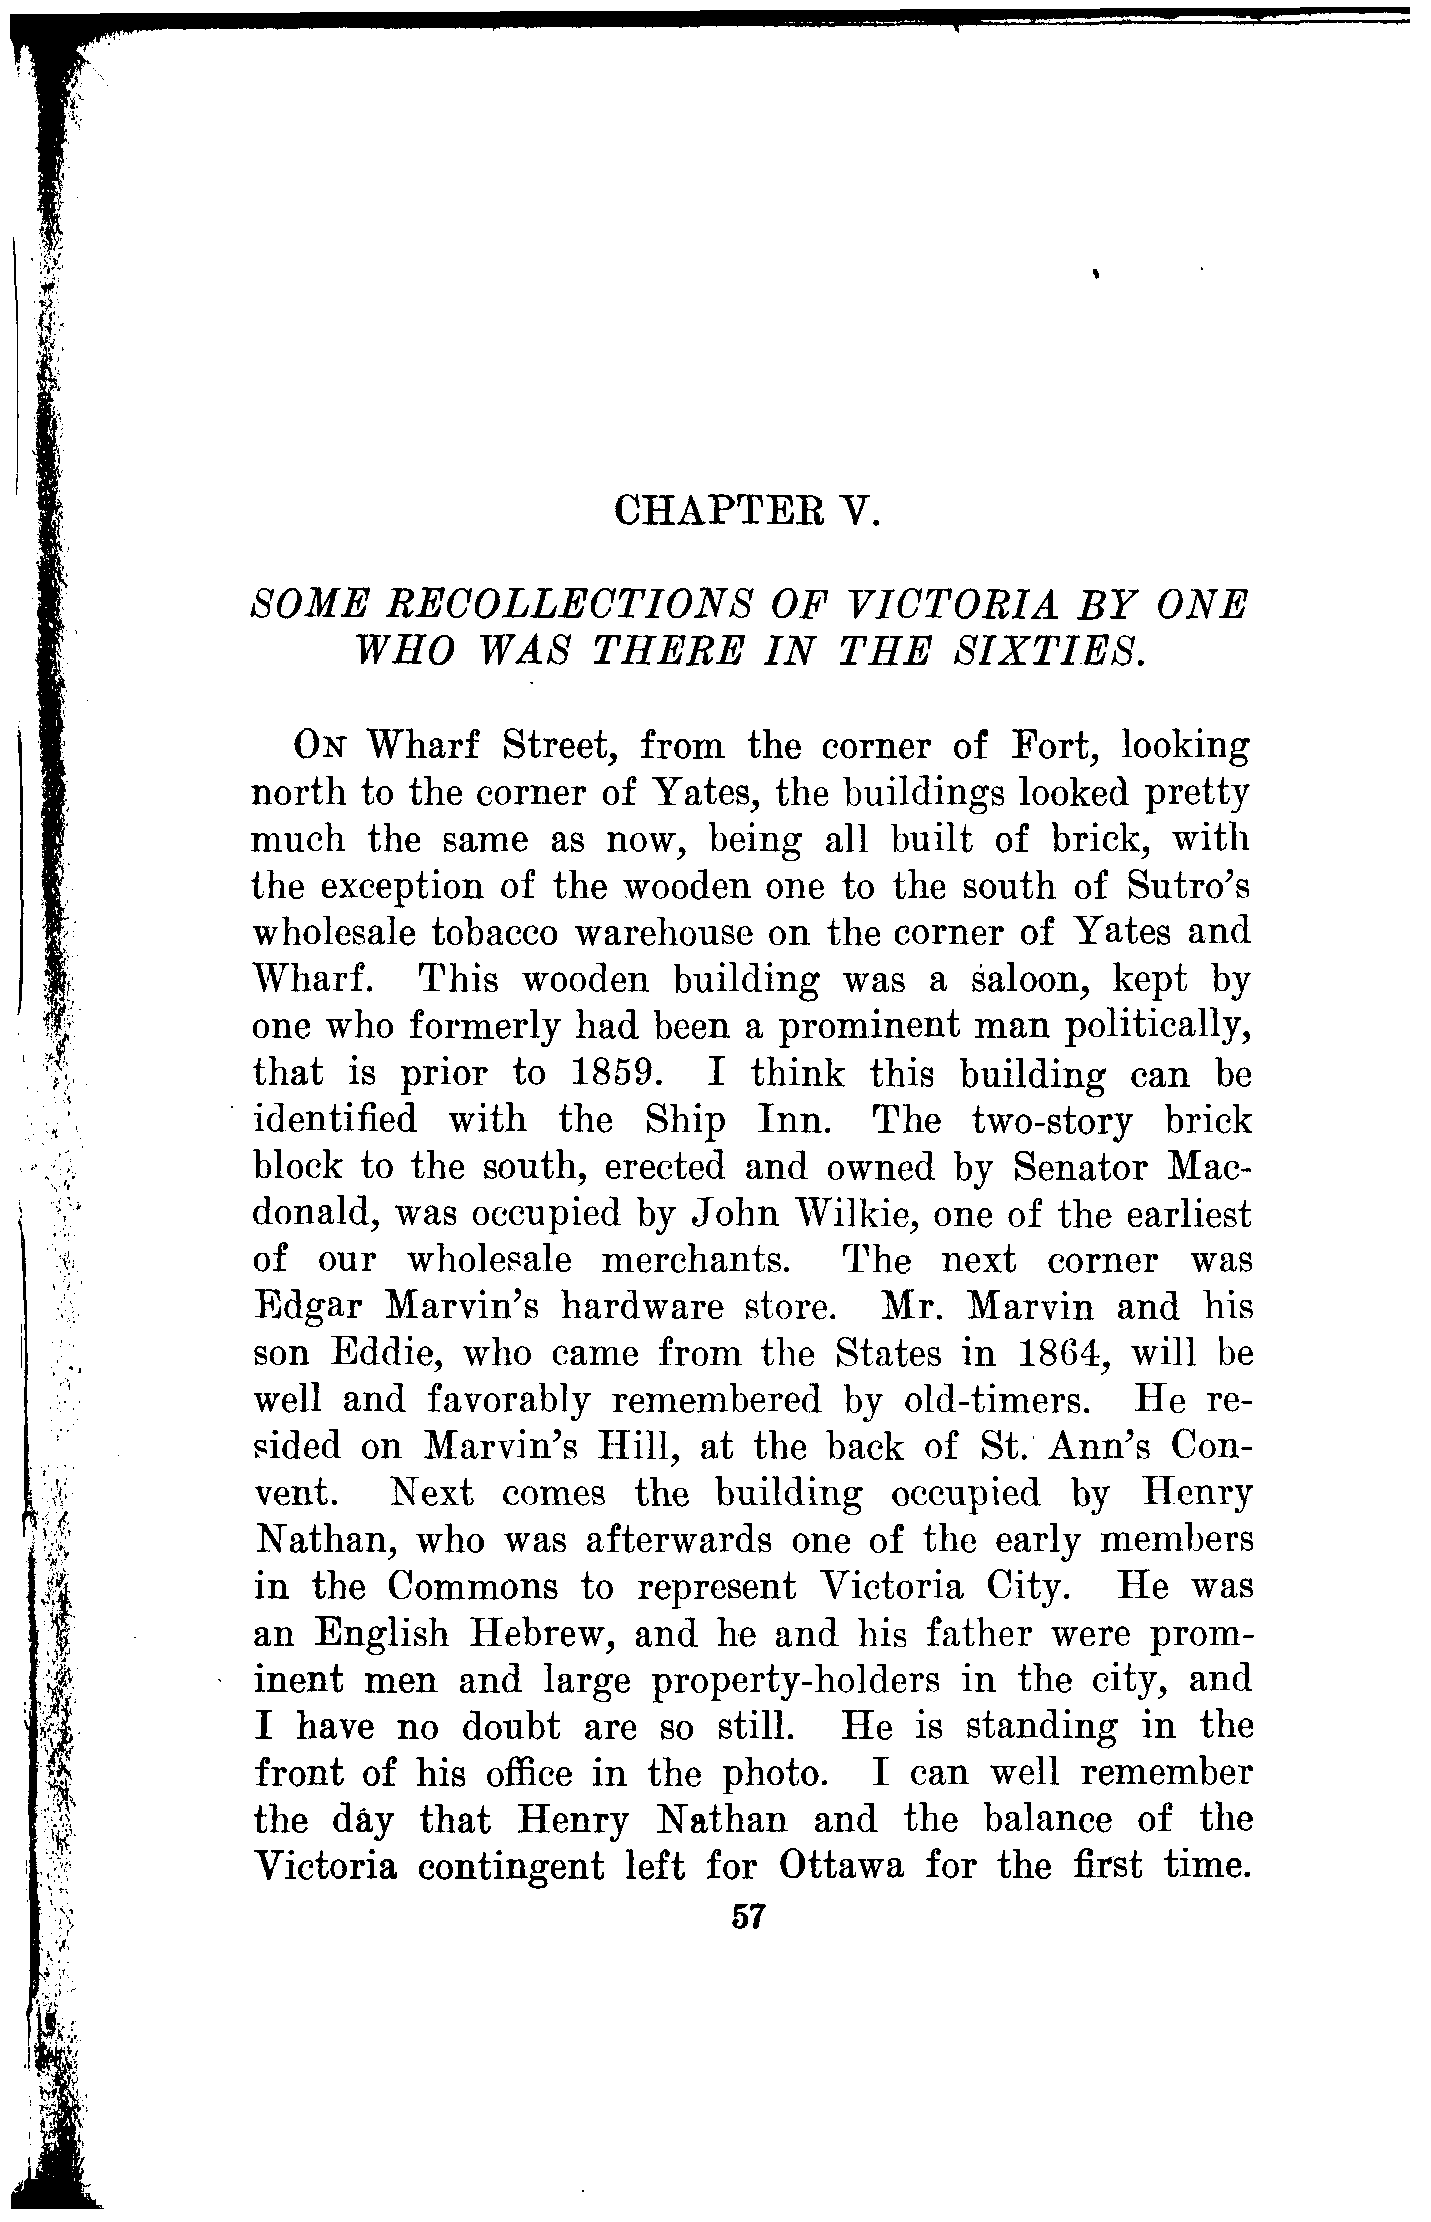 CHAPTER V.
SOME RECOLLECTIONS OF VICTORIA BY ONE
WHO WAS THERE IN THE SIXTIES.
ON Wharf Street, from the corner of Fort, looking
north to the corner of Yates, the buildings looked pretty
much the same as now, being all built of brick, with
the exception of the wooden one to the south of Sutro's
wholesale tobacco warehouse on the corner of Yates and
Wharf. This wooden building was a saloon, kept by
one who formerly had been a prominent man politically,
that is prior to 1859. I think this building can be
identified with the Ship Inn. The two-story brick
block to the south, erected and owned by Senator Mac-
donald, was occupied by John Wilkie, one of the earliest
of our wholesale merchants. The next corner was
Edgar Marvin's hardware store. Mr. Marvin and his
son Eddie, who came from the States in 1864, will be
well and favorably remembered by old-timers. He re-
sided on Marvin's Hill, at the back of St. Ann's Con-
vent. Next comes the building occupied by Henry
Nathan, who was afterwards one of the early members
in the Commons to represent Victoria City. He was
an English Hebrew, and he and his father were prom-
inent men and large property-holders in the city, and
I have no doubt are so still. He is standing in the
front of his office in the photo. I can well remember
the day that Henry Nathan and the balance of the
Victoria contingent left for Ottawa for the first time.
57